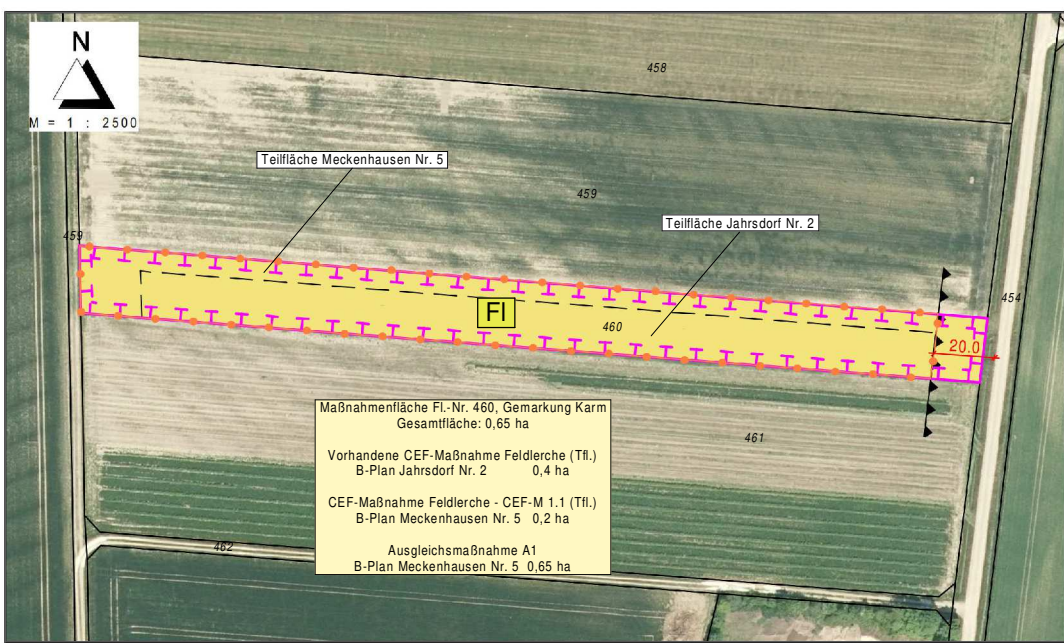 N
M = 1 : 2500
458
Teilfläche Meckenhausen Nr. 5
459
Teilfläche Jahrsdorf Nr. 2
459
454
Fl
460
20.0
Maßnahmenfläche Fl.-Nr. 460, Gemarkung Karm
Gesamtfläche: 0,65 ha
Vorhandene CEF-Maßnahme Feldlerche (Tfl.)
B-Plan Jahrsdorf Nr. 2 0,4 ha
CEF-Maßnahme Feldlerche - CEF-M 1.1 (Tfl.)
B-Plan Meckenhausen Nr. 5 0,2 ha
Ausgleichsmaßnahme A1
B-Plan Meckenhausen Nr. 5 0,65 ha
461
462